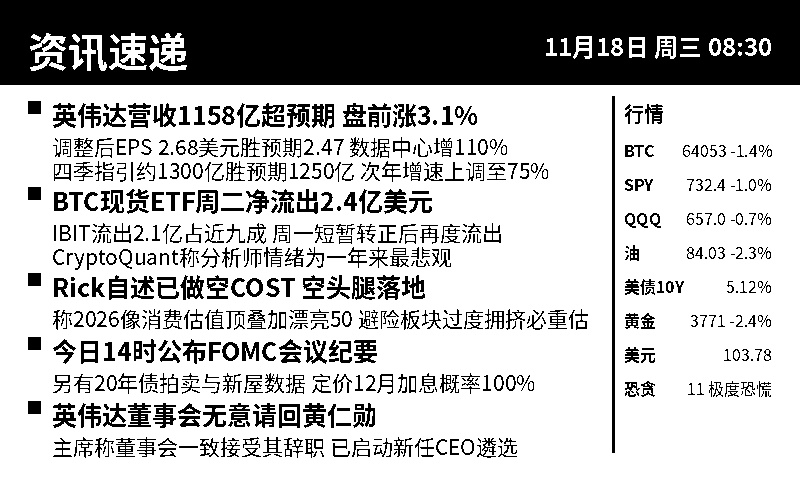 资讯速递
11月18日 周三 08:30
英伟达营收1158亿超预期 盘前涨3.1%
调整后EPS 2.68美元胜预期2.47 数据中心增110%
四季指引约1300亿胜预期1250亿 次年增速上调至75%
BTC现货ETF周二净流出2.4亿美元
IBIT流出2.1亿占近九成 周一短暂转正后再度流出
CryptoQuant称分析师情绪为一年来最悲观
Rick自述已做空COST 空头腿落地
称2026像消费估值顶叠加漂亮50 避险板块过度拥挤必重估
今日14时公布FOMC会议纪要
另有20年债拍卖与新屋数据 定价12月加息概率100%
英伟达董事会无意请回黄仁勋
主席称董事会一致接受其辞职 已启动新任CEO遴选
行情
BTC 64053 -1.4%
SPY 732.4 -1.0%
QQQ 657.0 -0.7%
油 84.03 -2.3%
美债10Y 5.12%
黄金 3771 -2.4%
美元 103.78
恐贪 11 极度恐慌